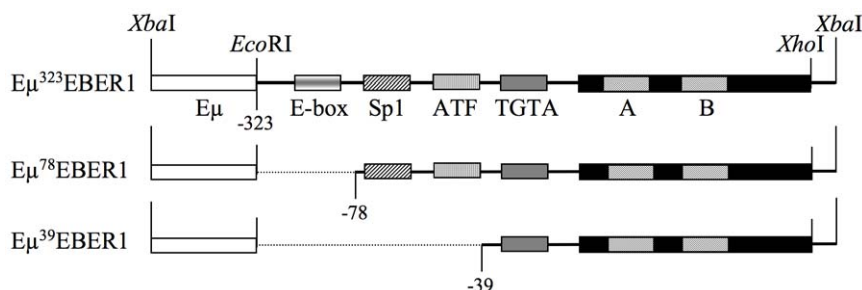 XbaI XbaI
EcoRI XhoI
Eμ³²³EBER1
Eμ E-box Sp1 ATF TGTA A B
-323
Eμ⁷⁸EBER1
-78
Eμ³⁹EBER1
-39